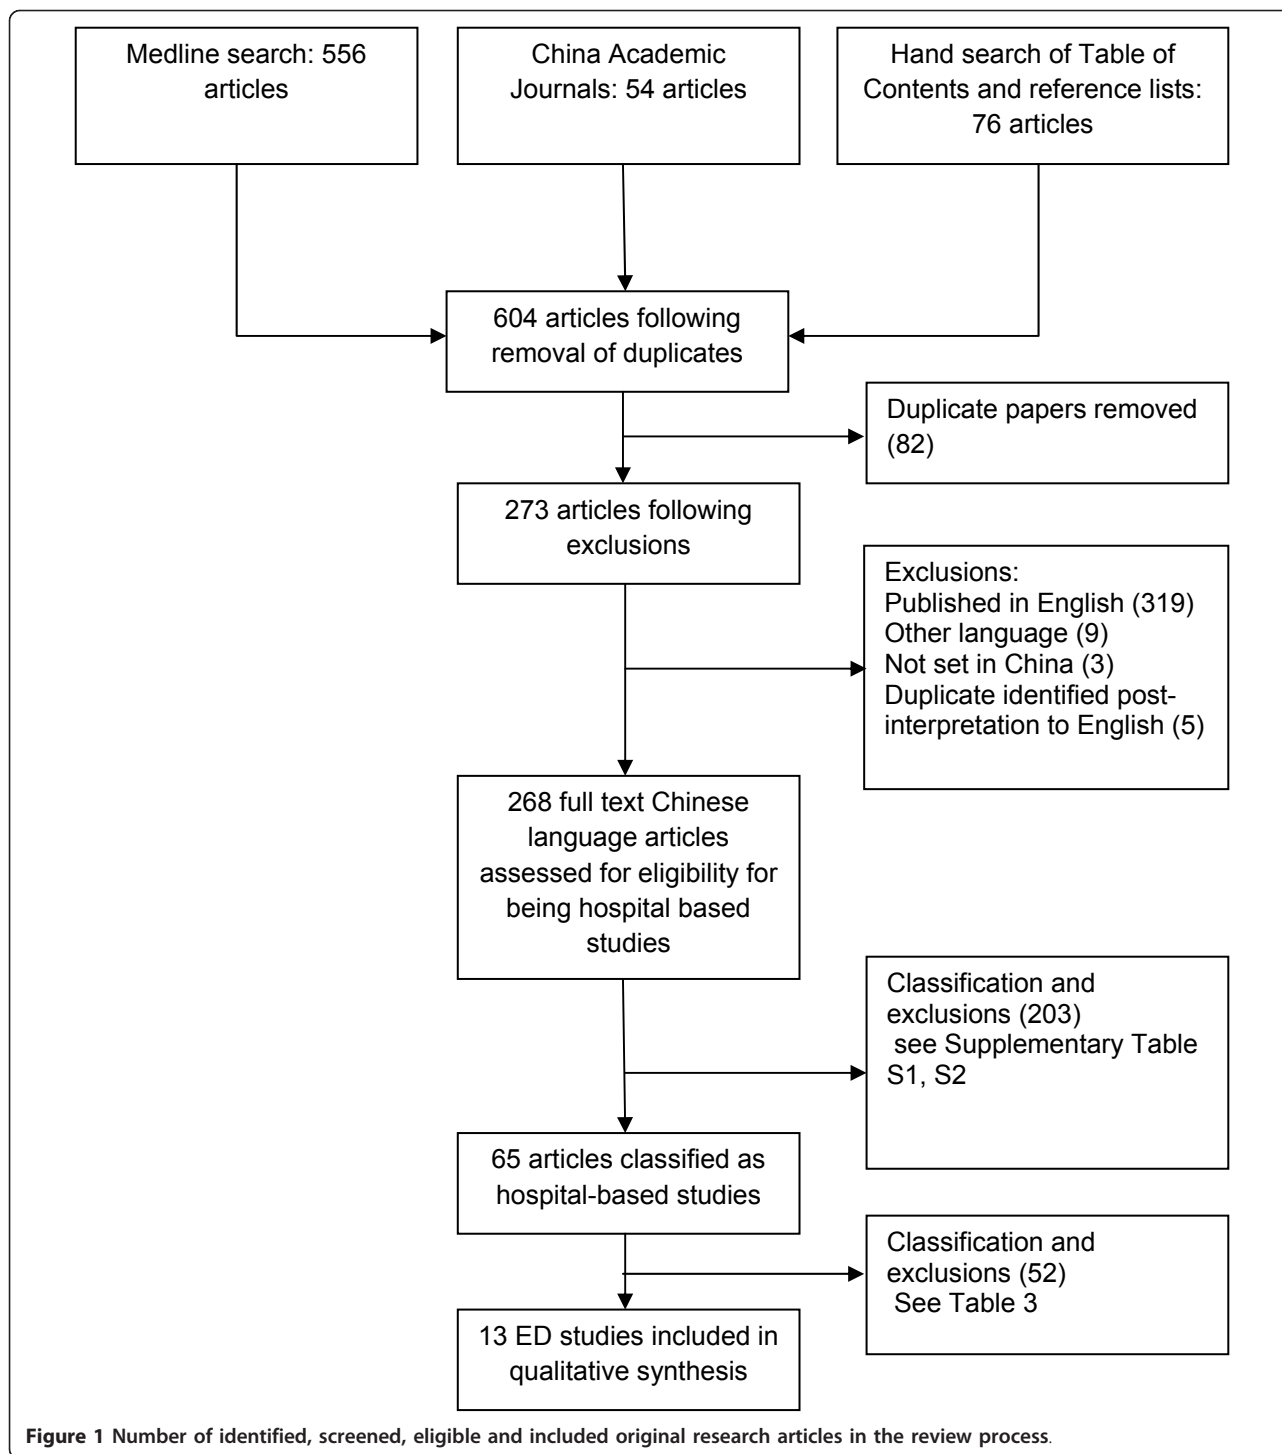 Medline search: 556
articles
China Academic
Journals: 54 articles
Hand search of Table of
Contents and reference lists:
76 articles
604 articles following
removal of duplicates
Duplicate papers removed
(82)
273 articles following
exclusions
Exclusions:
Published in English (319)
Other language (9)
Not set in China (3)
Duplicate identified post-
interpretation to English (5)
268 full text Chinese
language articles
assessed for eligibility for
being hospital based
studies
Classification and
exclusions (203)
see Supplementary Table
S1, S2
65 articles classified as
hospital-based studies
Classification and
exclusions (52)
See Table 3
13 ED studies included in
qualitative synthesis
Figure 1 Number of identified, screened, eligible and included original research articles in the review process.